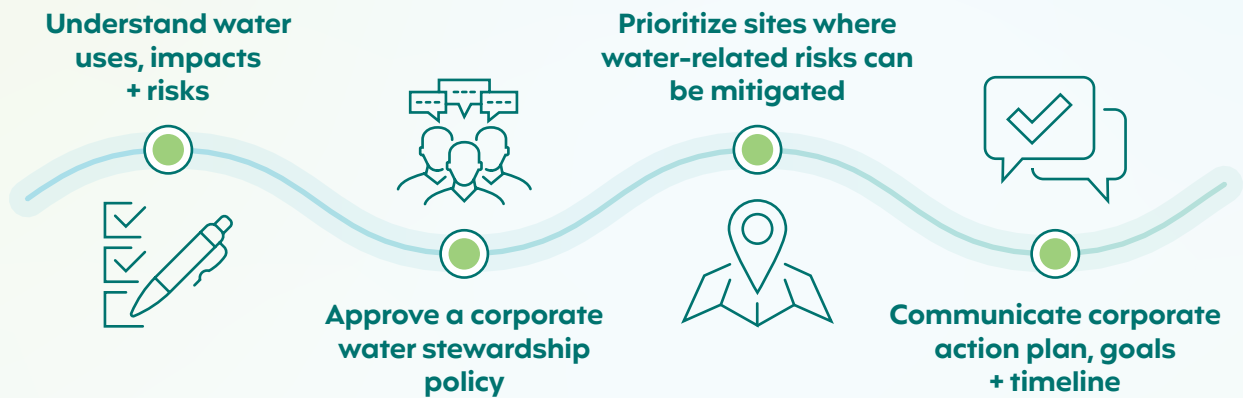 Understand water
uses, impacts
+ risks
Approve a corporate
water stewardship
policy
Prioritize sites where
water-related risks can
be mitigated
Communicate corporate
action plan, goals
+ timeline